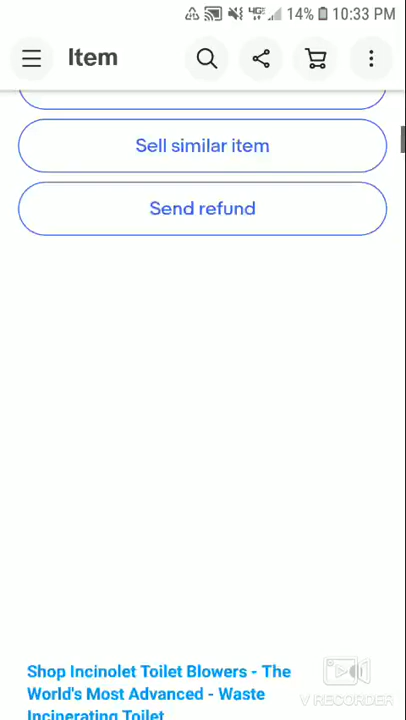 14% 10:33 PM
Item
Sell similar item
Send refund
Shop Incinolet Toilet Blowers - The
World's Most Advanced - Waste
Incinerating Toilet
V RECORDER